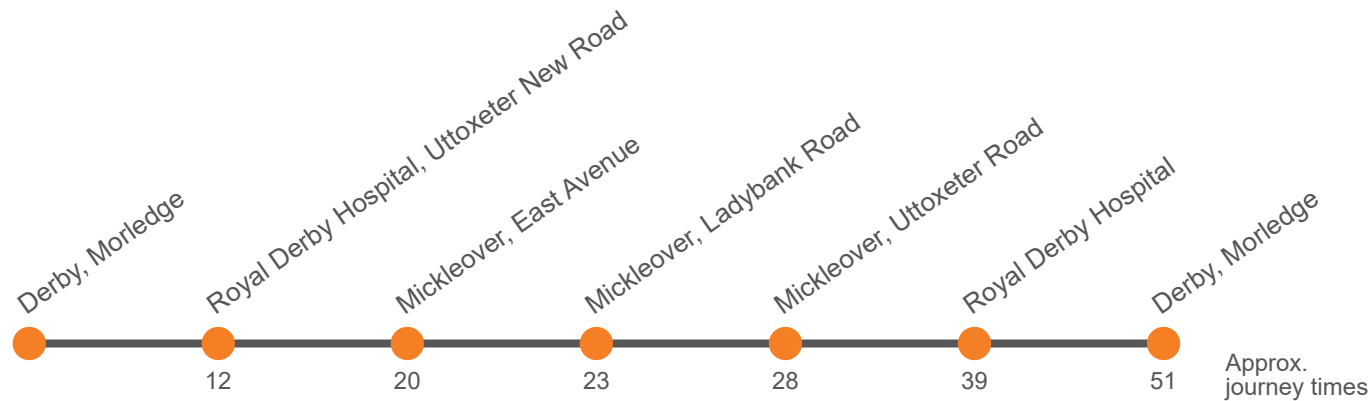 Derby, Morledge
Royal Derby Hospital, Uttoxeter New Road
Mickleover, East Avenue
Mickleover, Ladybank Road
Mickleover, Uttoxeter Road
Royal Derby Hospital
Derby, Morledge
12
20
23
28
39
51
Approx.
journey times